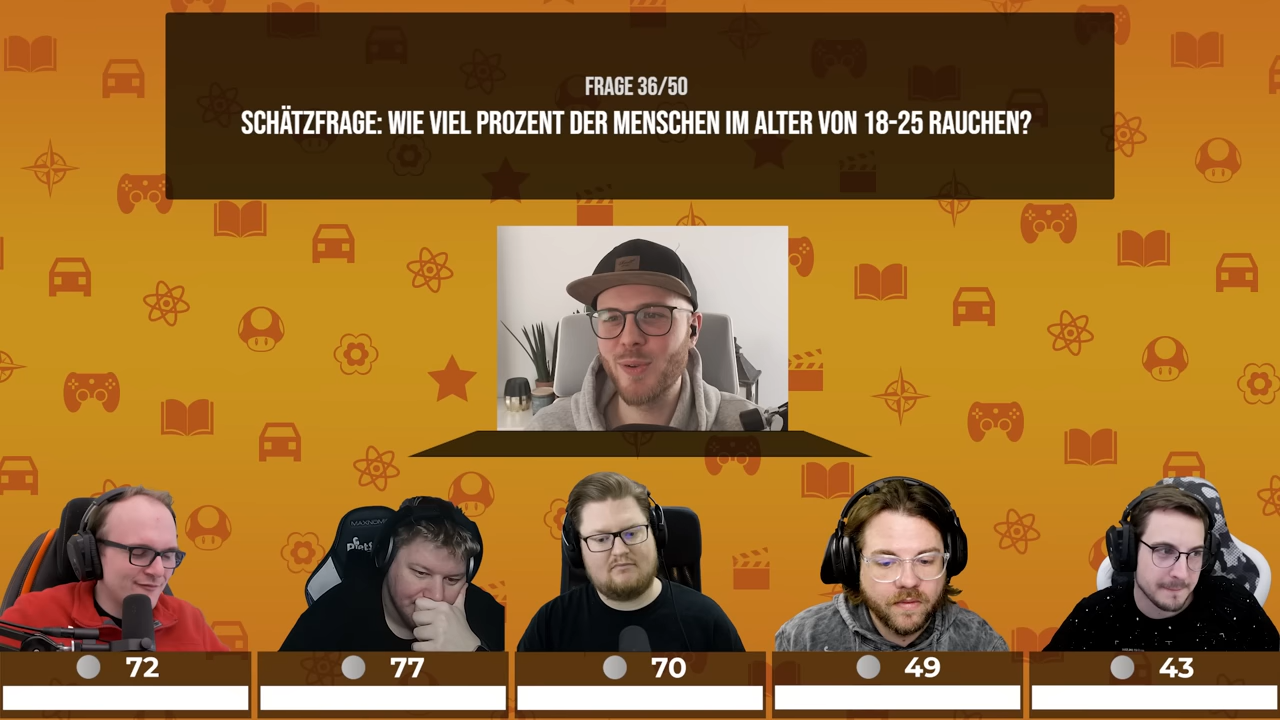 FRAGE 36/50
SCHÄTZFRAGE: WIE VIEL PROZENT DER MENSCHEN IM ALTER VON 18-25 RAUCHEN?
MAXNOMIC
72
77
70
49
43